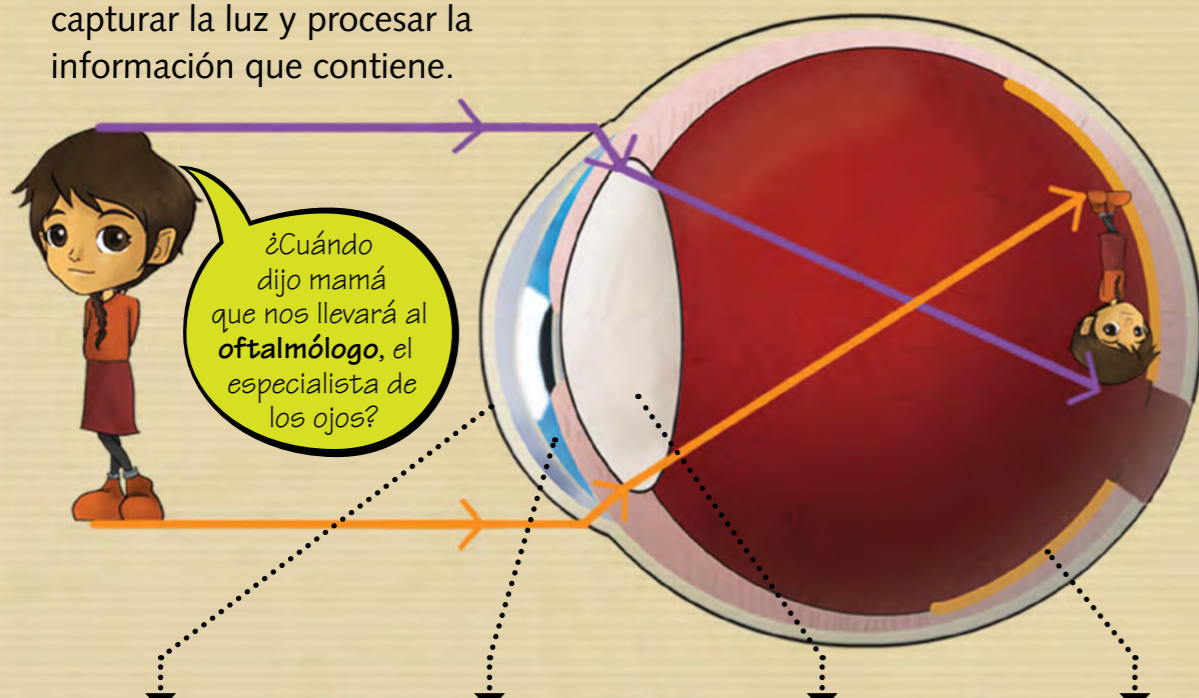 capturar la luz y procesar la
información que contiene.
¿Cuándo
dijo mamá
que nos llevará al
oftalmólogo, el
especialista de
los ojos?